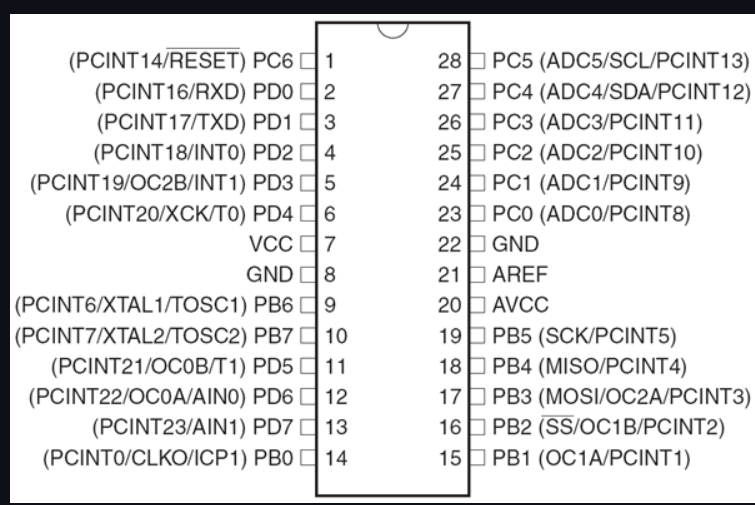 (PCINT14/RESET) PC6 1 28 PC5 (ADC5/SCL/PCINT13)
(PCINT16/RXD) PD0 2 27 PC4 (ADC4/SDA/PCINT12)
(PCINT17/TXD) PD1 3 26 PC3 (ADC3/PCINT11)
(PCINT18/INT0) PD2 4 25 PC2 (ADC2/PCINT10)
(PCINT19/OC2B/INT1) PD3 5 24 PC1 (ADC1/PCINT9)
(PCINT20/XCK/T0) PD4 6 23 PC0 (ADC0/PCINT8)
VCC 7 22 GND
GND 8 21 AREF
(PCINT6/XTAL1/TOSC1) PB6 9 20 AVCC
(PCINT7/XTAL2/TOSC2) PB7 10 19 PB5 (SCK/PCINT5)
(PCINT21/OC0B/T1) PD5 11 18 PB4 (MISO/PCINT4)
(PCINT22/OC0A/AIN0) PD6 12 17 PB3 (MOSI/OC2A/PCINT3)
(PCINT23/AIN1) PD7 13 16 PB2 (SS/OC1B/PCINT2)
(PCINT0/CLKO/ICP1) PB0 14 15 PB1 (OC1A/PCINT1)